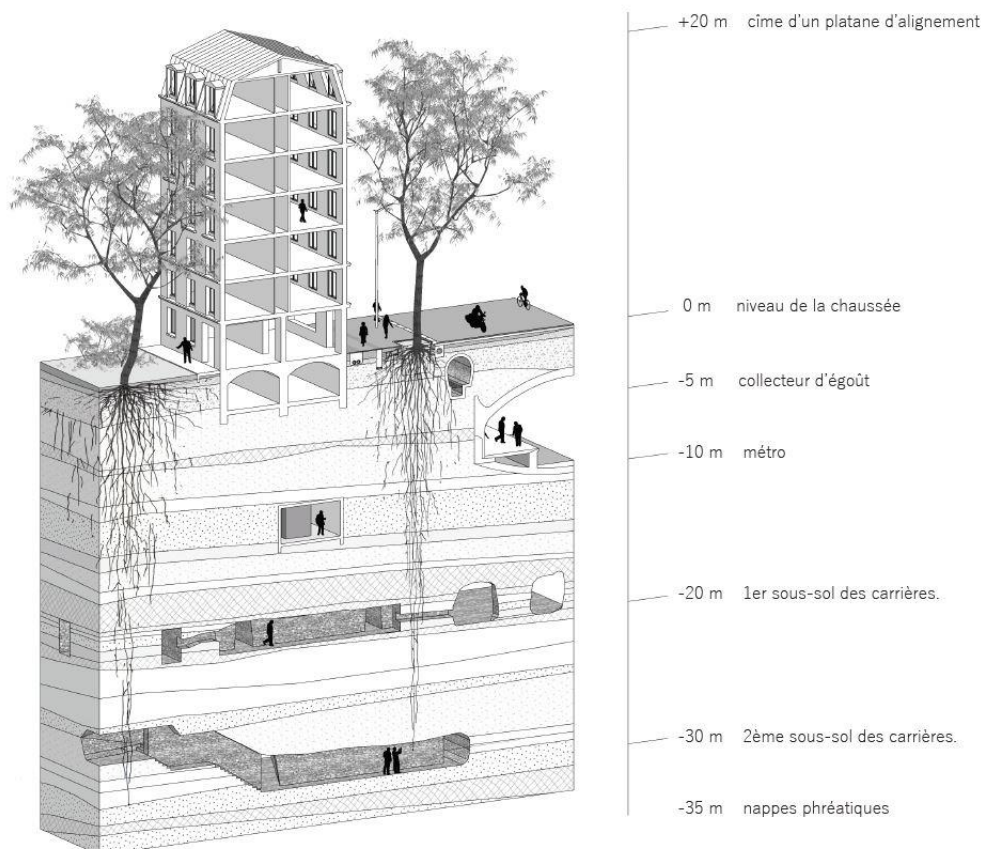 +20 m cîme d'un platane d'alignement
0 m niveau de la chaussée
-5 m collecteur d'égoût
-10 m métro
-20 m 1er sous-sol des carrières.
-30 m 2ème sous-sol des carrières.
-35 m nappes phréatiques